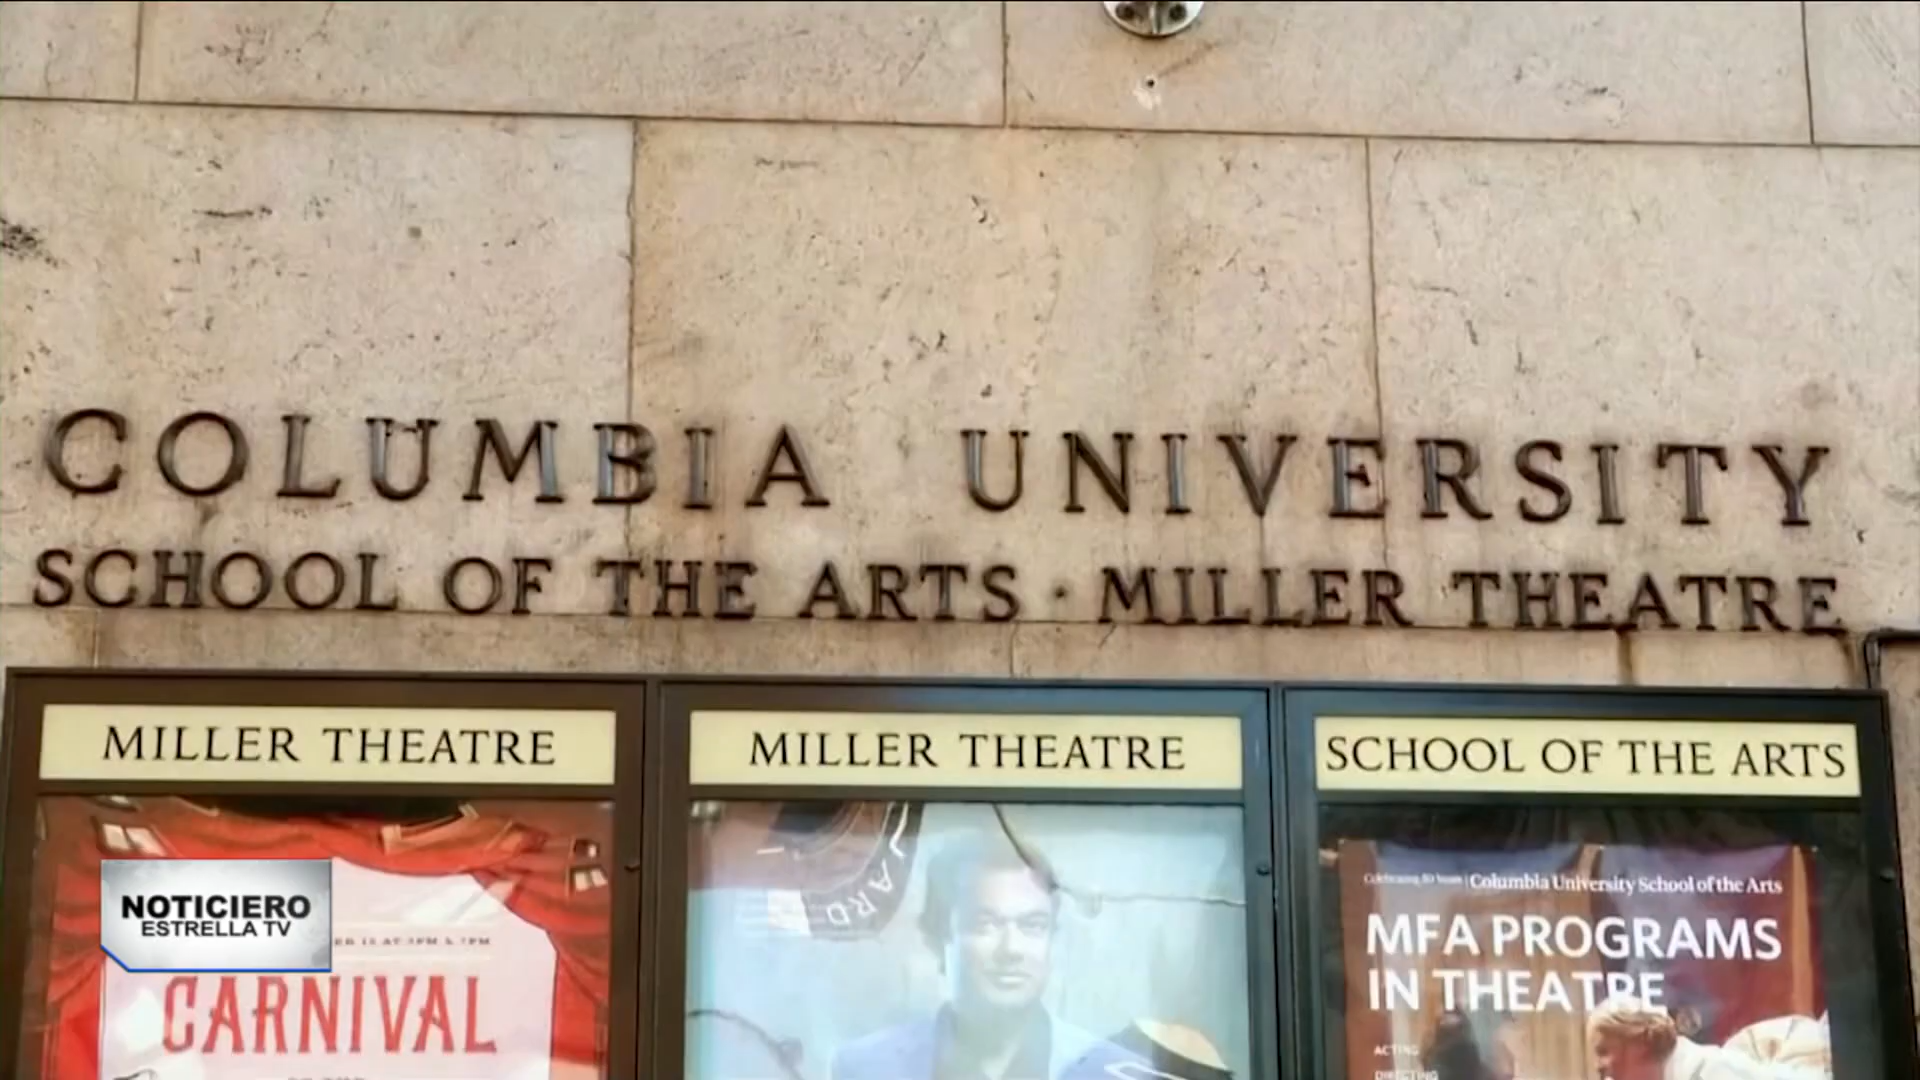 COLUMBIA UNIVERSITY
SCHOOL OF THE ARTS · MILLER THEATRE
MILLER THEATRE
MILLER THEATRE
SCHOOL OF THE ARTS
Columbia University School of the Arts
MFA PROGRAMS
IN THEATRE
ACTING
DIRECTING
NOTICIERO
ESTRELLA TV
CARNIVAL